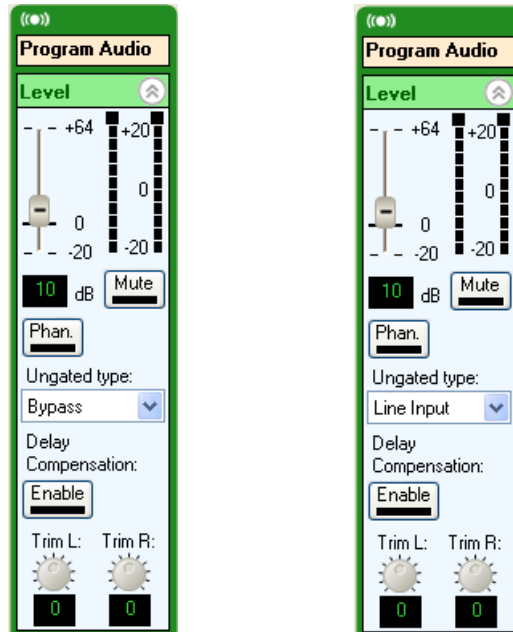 ((●))
Program Audio
Level
+64 +20
0
0
-20 -20
10 dB Mute
Phan.
Ungated type:
Bypass
Delay
Compensation:
Enable
Trim L: Trim R:
0 0
((●))
Program Audio
Level
+64 +20
0
0
-20 -20
10 dB Mute
Phan.
Ungated type:
Line Input
Delay
Compensation:
Enable
Trim L: Trim R:
0 0